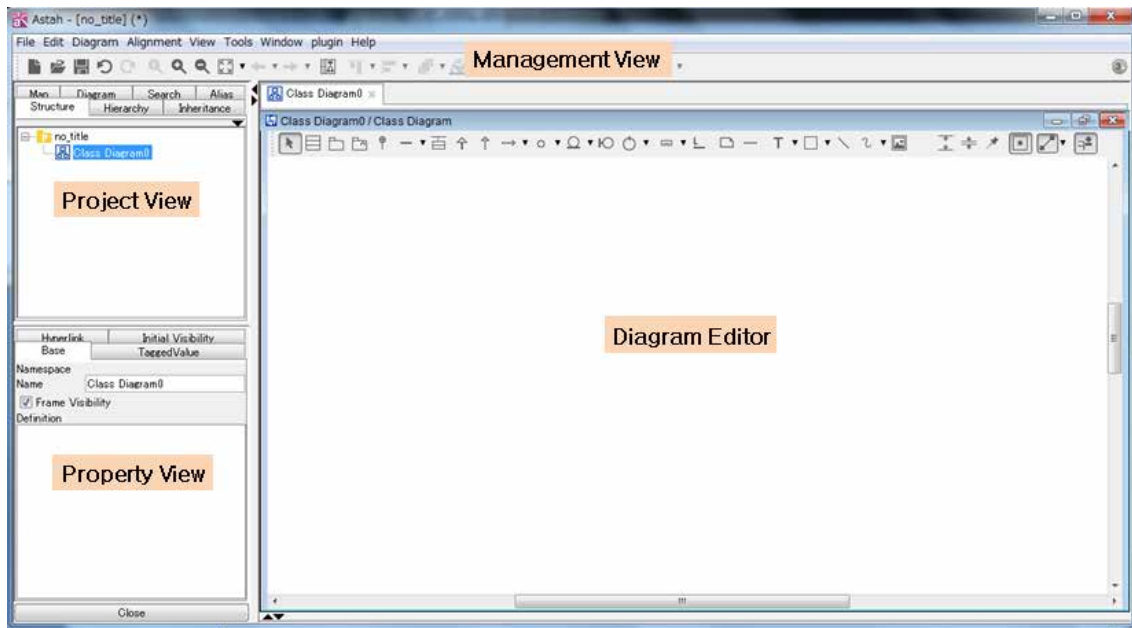 Astah - [no_title] (*)
File Edit Diagram Alignment View Tools Window plugin Help
Management View
Map Diagram Search Alias
Structure Hierarchy Inheritance
no_title
Class Diagram0
Project View
Hyperlink Initial Visibility
Base TaggedValue
Namespace
Name Class Diagram0
Frame Visibility
Definition
Property View
Close
Class Diagram0
Class Diagram0 / Class Diagram
T
Diagram Editor